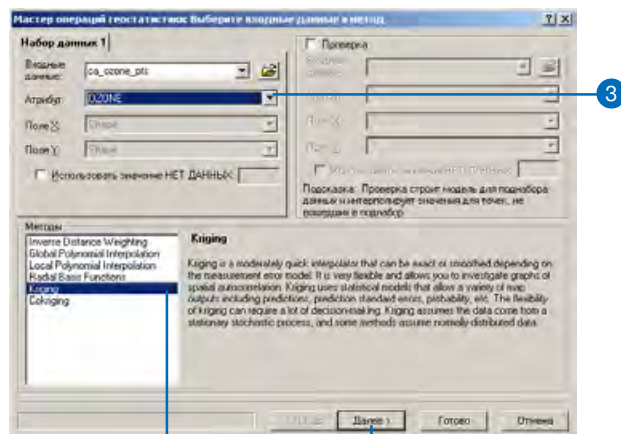 Мастер операций геостатистики: Выберите входные данные и метод
Набор данных 1
Входные данные:
ca_ozone_pts
Атрибут:
OZONE
Поле X:
Shape
Поле Y:
Shape
Использовать значение НЕТ ДАННЫХ:
Проверка
Входные данные:
Поле X:
Подсказка: Проверка строит модель для поднабора
данных и интерполирует значения для точек, не
вошедших в поднабор
3
Методы
Inverse Distance Weighting
Global Polynomial Interpolation
Local Polynomial Interpolation
Radial Basis Functions
Kriging
Cokriging
Kriging
Kriging is a moderately quick interpolator that can be exact or smoothed depending on
the measurement error model. It is very flexible and allows you to investigate graphs of
spatial autocorrelation. Kriging uses statistical models that allow a variety of map
outputs including predictions, prediction standard errors, probability, etc. The flexibility
of kriging can require a lot of decision-making. Kriging assumes the data come from a
stationary stochastic process, and some methods assume normally distributed data.
Далее >
Готово
Отмена